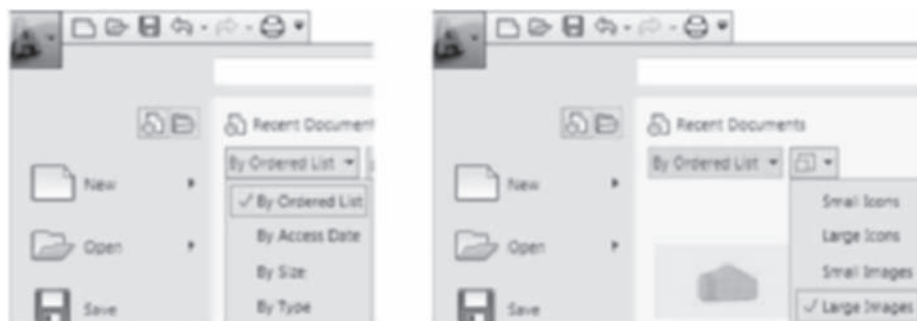 Recent Documen
By Ordered List
New
✓ By Ordered List
By Access Date
Open
By Size
Save
By Type
Recent Documents
By Ordered List
New
Small Icons
Open
Large Icons
Small Images
Save
✓ Large Images